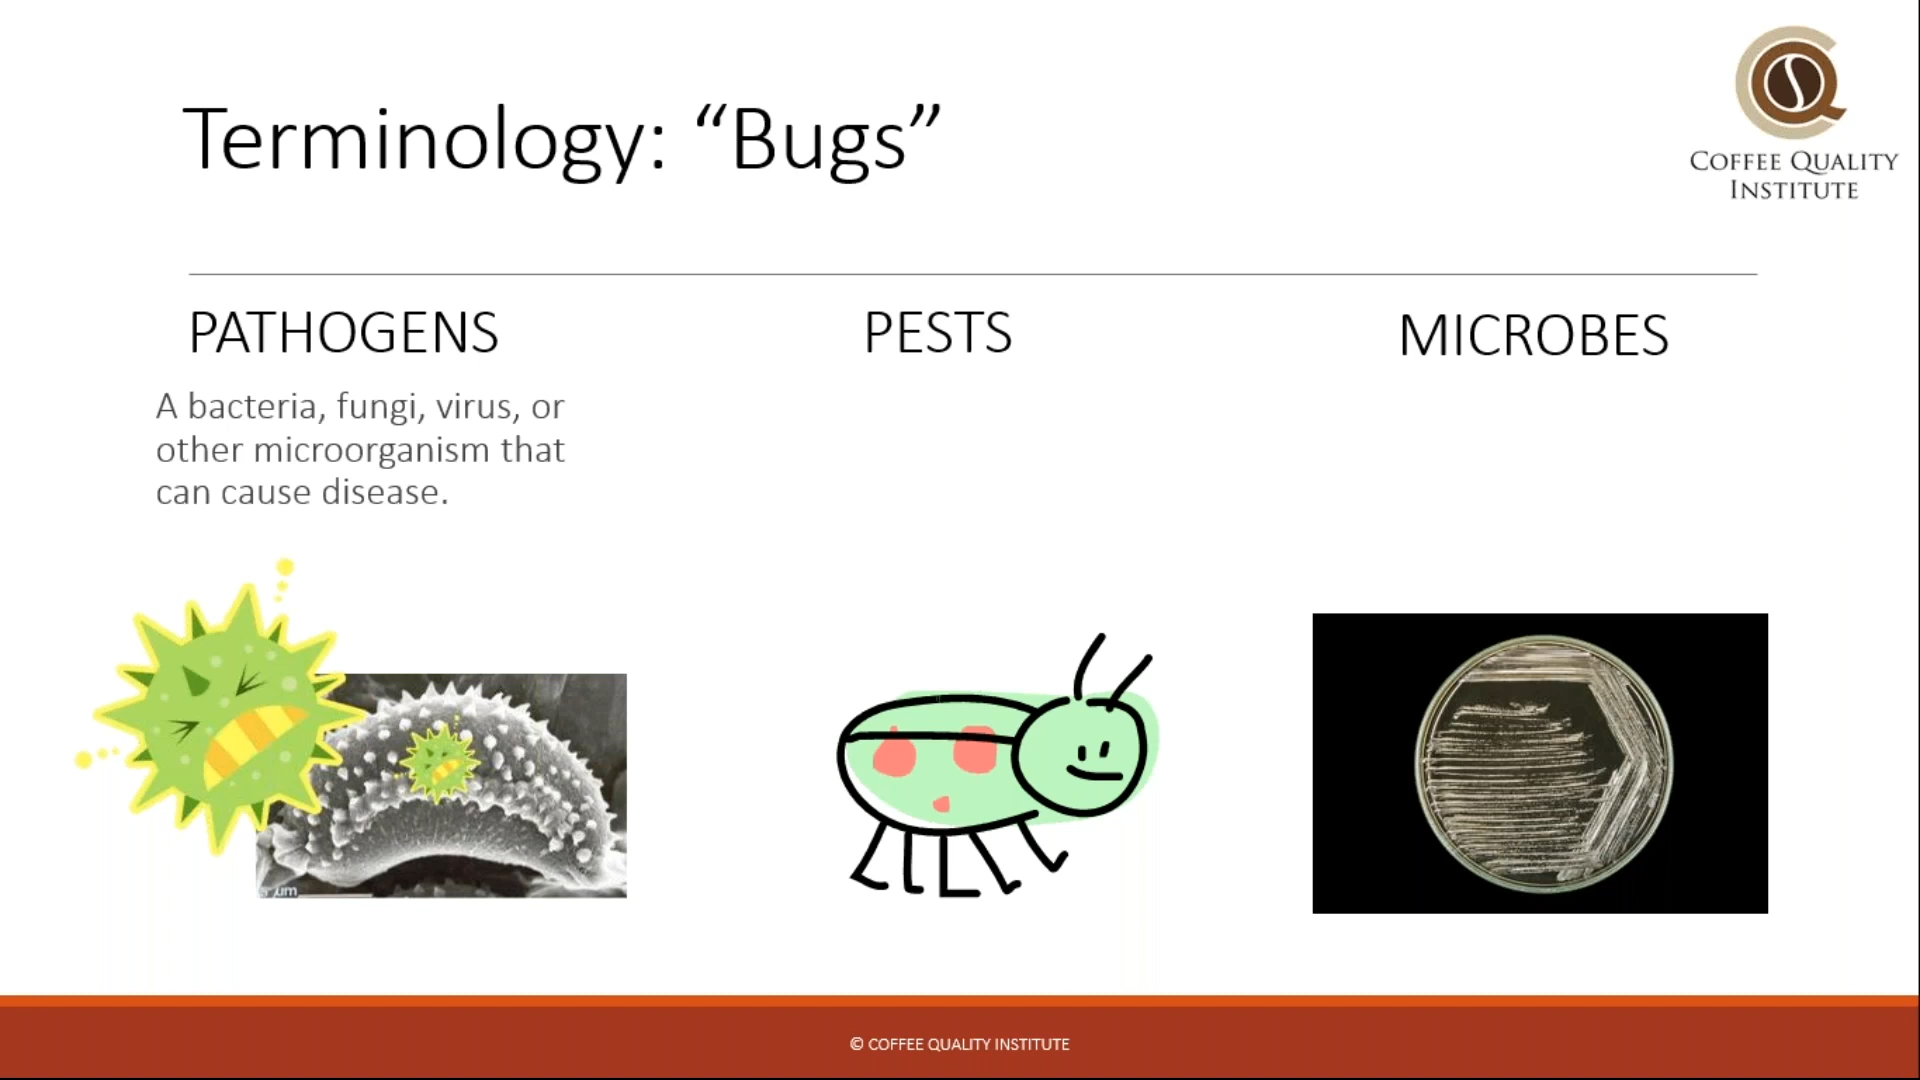 Terminology: “Bugs”
COFFEE QUALITY
INSTITUTE
PATHOGENS
A bacteria, fungi, virus, or
other microorganism that
can cause disease.
PESTS
MICROBES
µm
© COFFEE QUALITY INSTITUTE